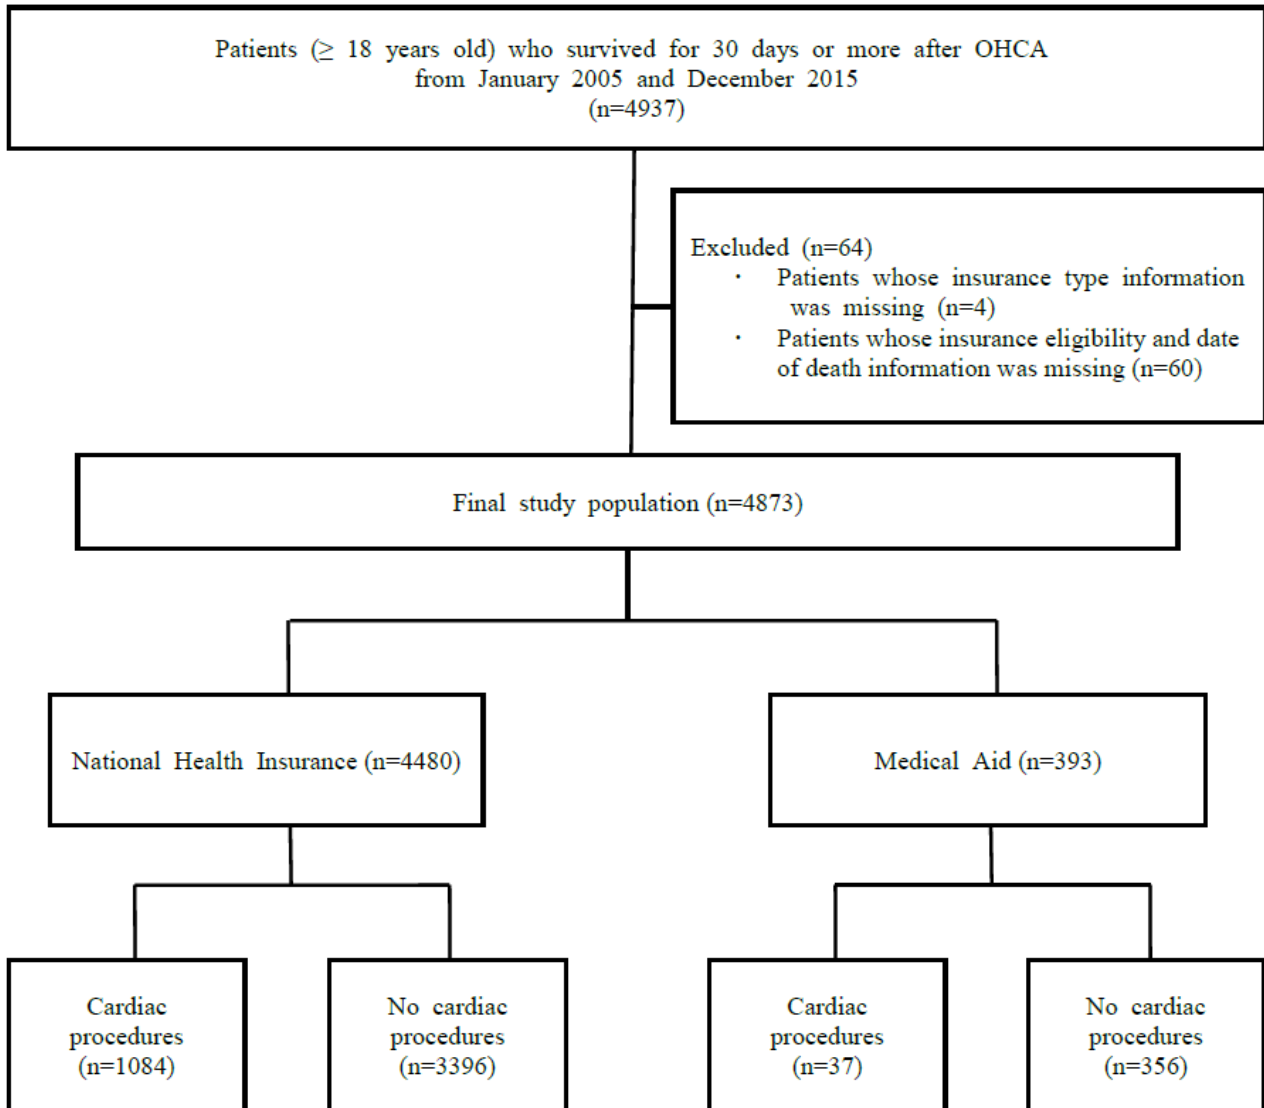 Patients (≥ 18 years old) who survived for 30 days or more after OHCA
from January 2005 and December 2015
(n=4937)
Excluded (n=64)
· Patients whose insurance type information
was missing (n=4)
· Patients whose insurance eligibility and date
of death information was missing (n=60)
Final study population (n=4873)
National Health Insurance (n=4480)
Medical Aid (n=393)
Cardiac
procedures
(n=1084)
No cardiac
procedures
(n=3396)
Cardiac
procedures
(n=37)
No cardiac
procedures
(n=356)